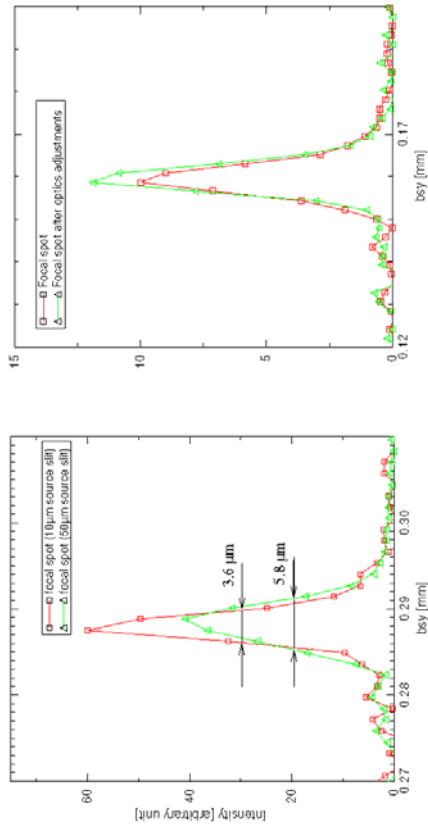 focal spot (10µm source slit)
focal spot (50µm source slit)
60
40
20
0
Intensity [arbitrary unit]
3.6 µm
5.8 µm
0.27
0.28
0.29
0.30
bsy [mm]
Focal spot
Focal spot after optics adjustments
15
10
5
0
0.12
0.17
bsy [mm]